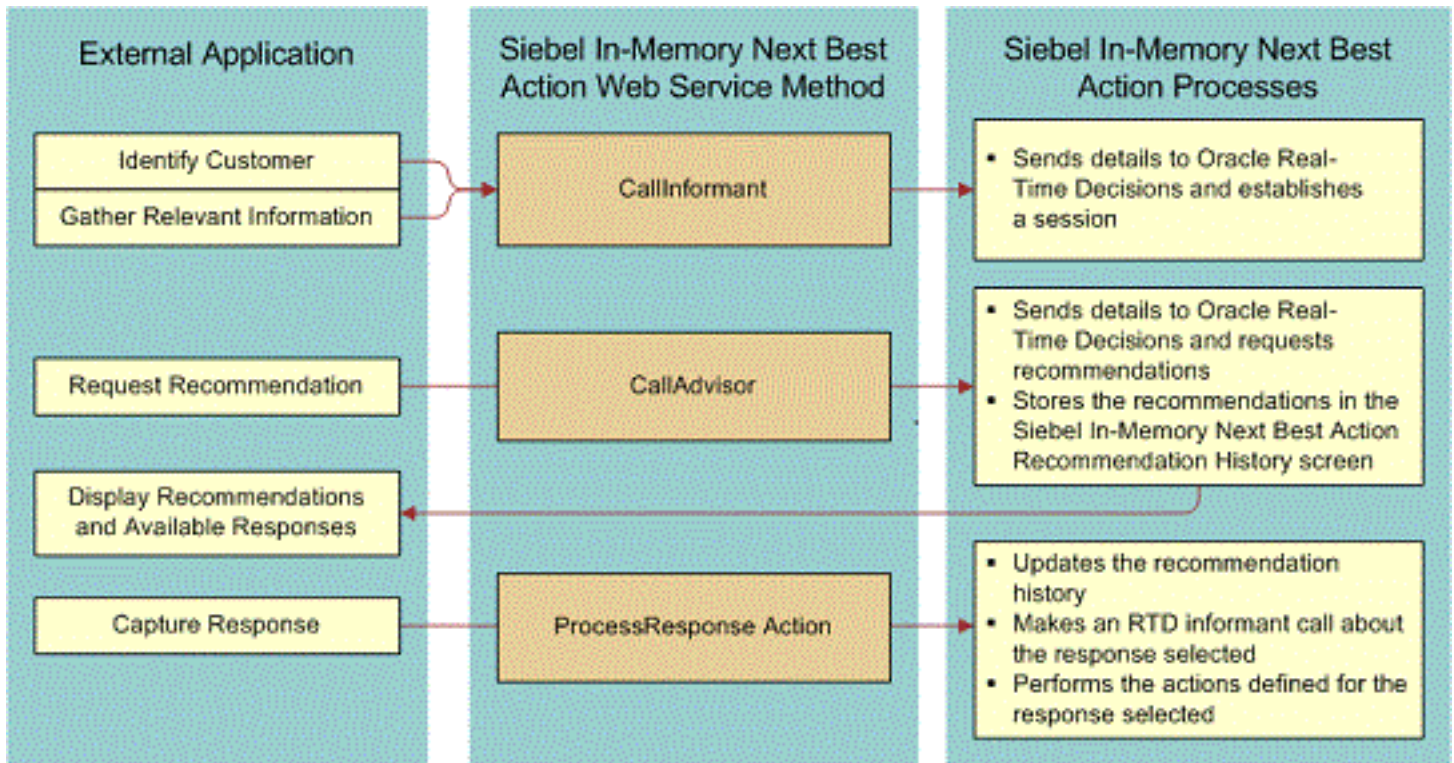 External Application
Identify Customer
Gather Relevant Information
Request Recommendation
Display Recommendations
and Available Responses
Capture Response
Siebel In-Memory Next Best
Action Web Service Method
CallInformant
CallAdvisor
ProcessResponse Action
Siebel In-Memory Next Best
Action Processes
▪ Sends details to Oracle Real-
Time Decisions and establishes
a session
▪ Sends details to Oracle Real-
Time Decisions and requests
recommendations
▪ Stores the recommendations in the
Siebel In-Memory Next Best Action
Recommendation History screen
▪ Updates the recommendation
history
▪ Makes an RTD informant call about
the response selected
▪ Performs the actions defined for the
response selected